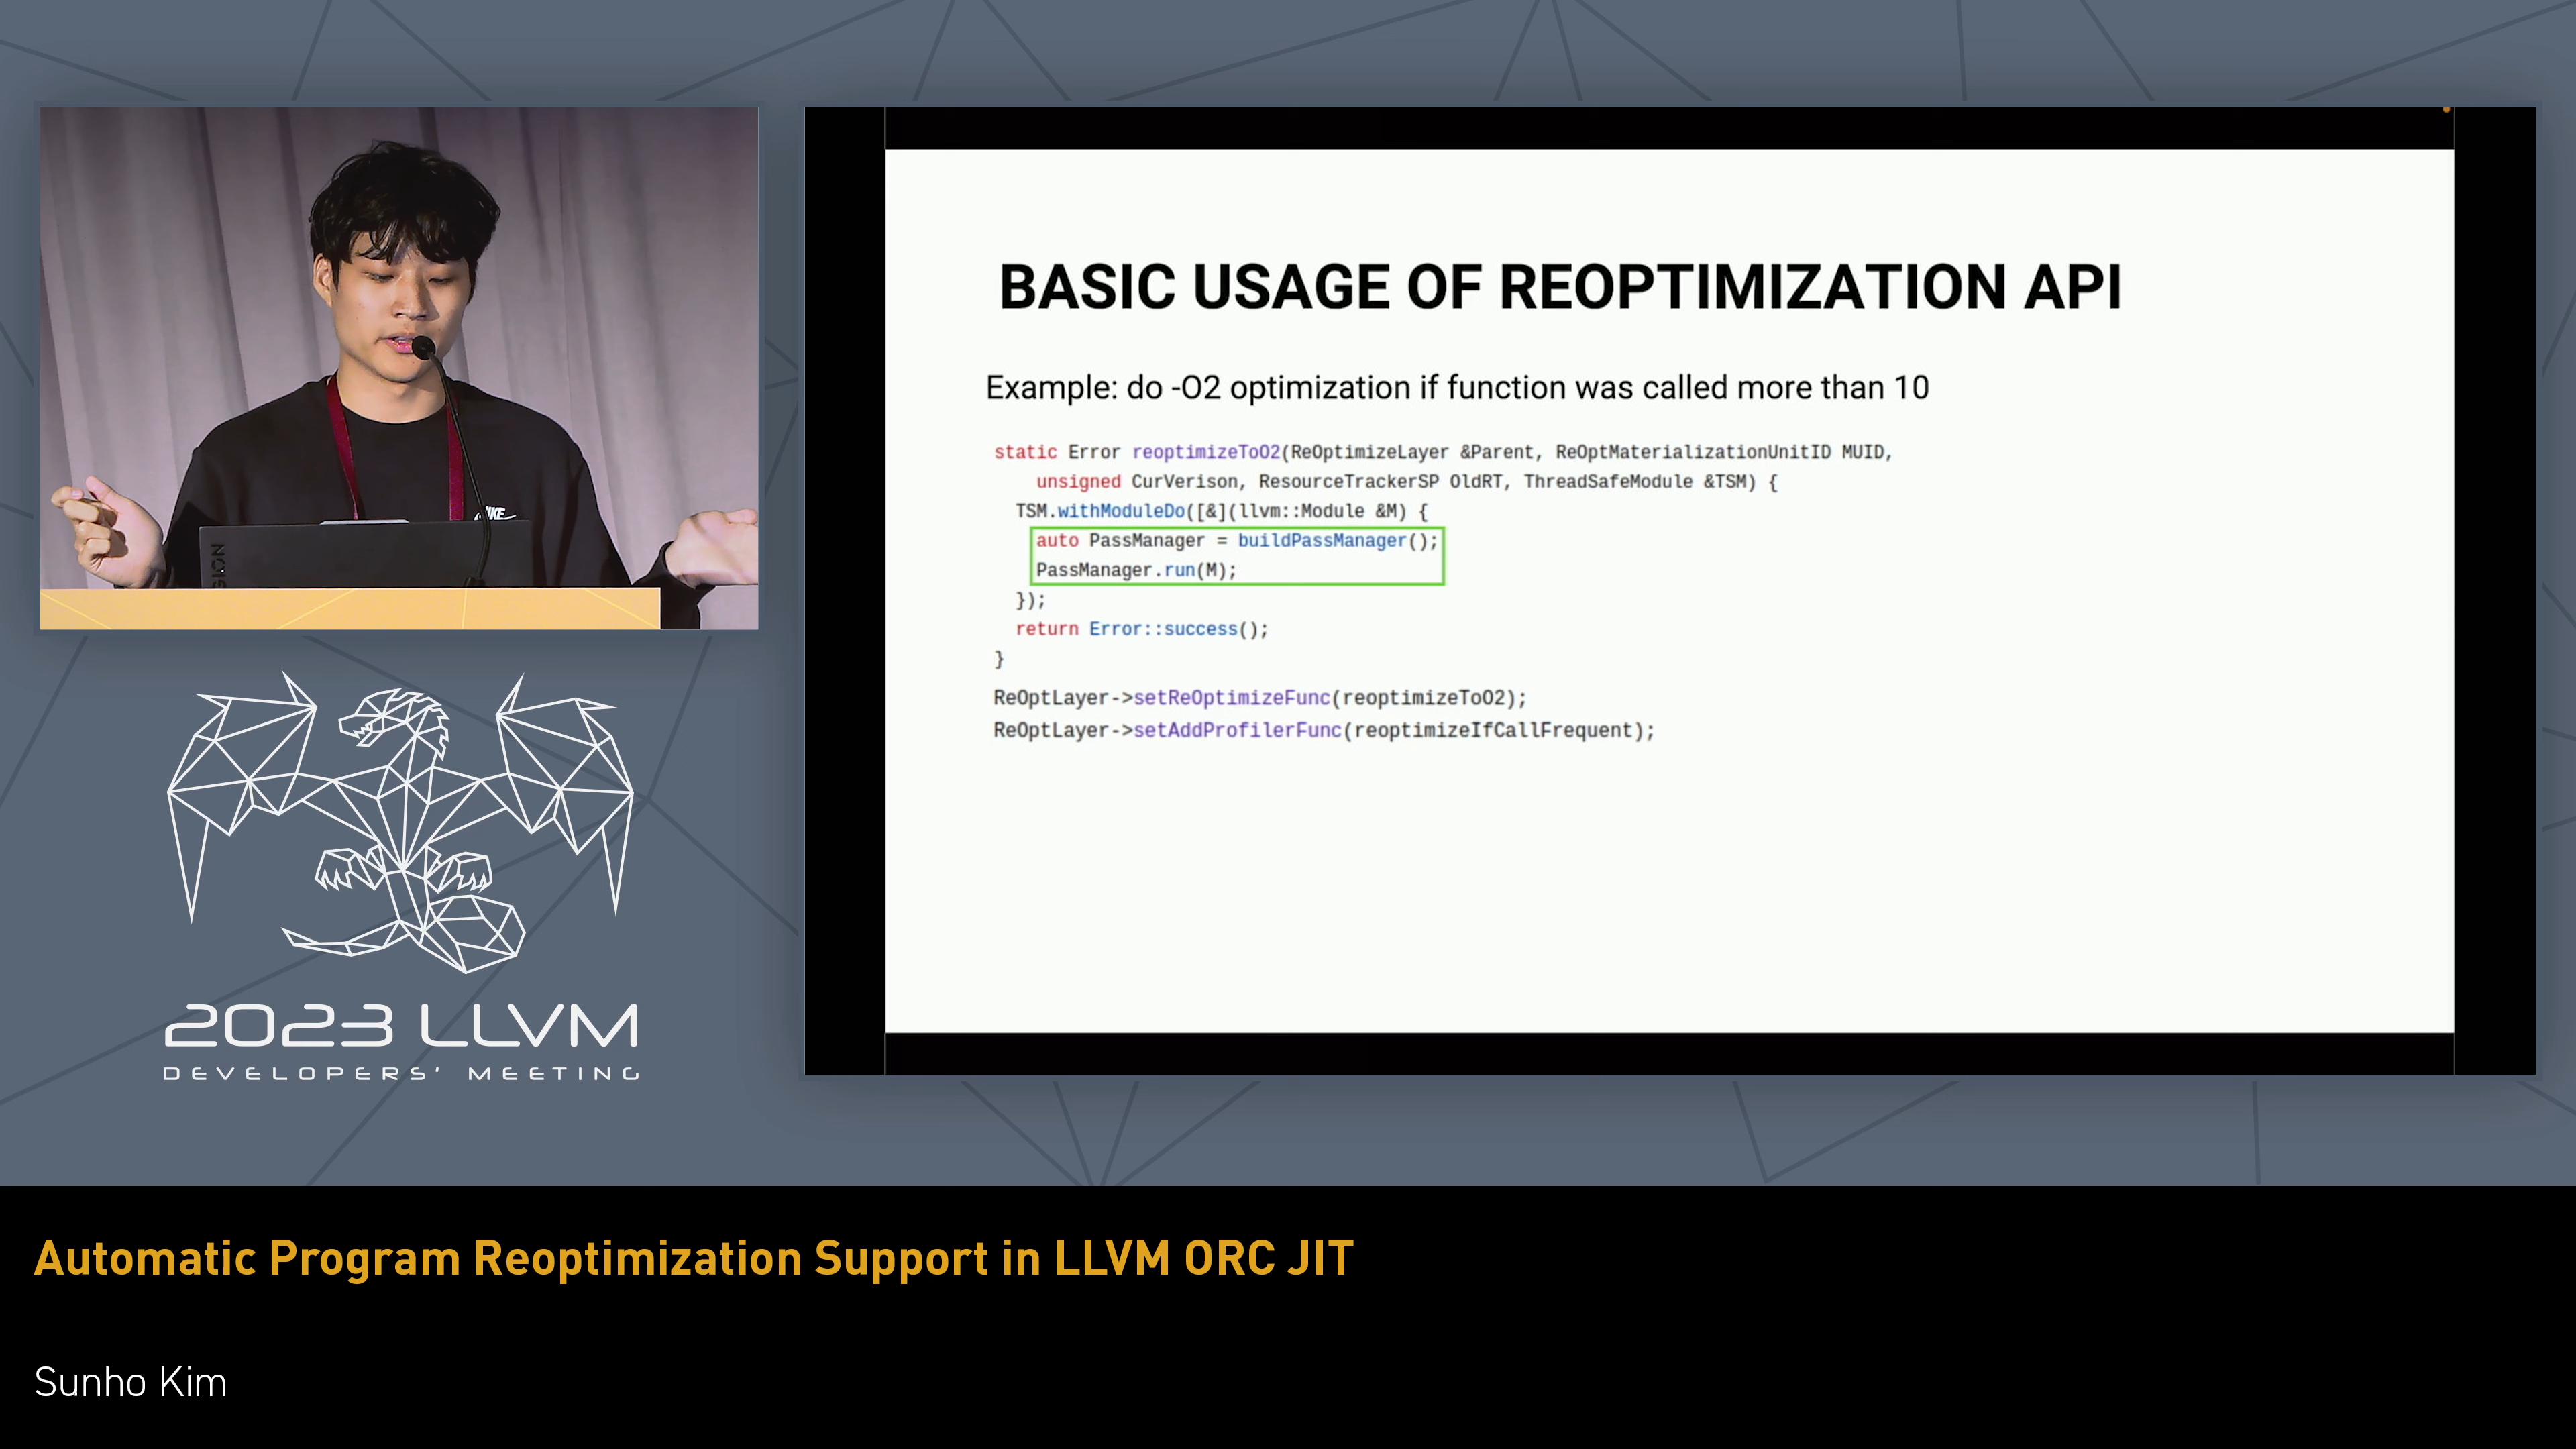 BASIC USAGE OF REOPTIMIZATION API
Example: do -O2 optimization if function was called more than 10
static Error reoptimizeToO2(ReOptimizeLayer &Parent, ReOptMaterializationUnitID MUID,
unsigned CurVerison, ResourceTrackerSP OldRT, ThreadSafeModule &TSM) {
TSM.withModuleDo([&](llvm::Module &M) {
auto PassManager = buildPassManager();
PassManager.run(M);
});
return Error::success();
}
ReOptLayer->setReOptimizeFunc(reoptimizeToO2);
ReOptLayer->setAddProfilerFunc(reoptimizeIfCallFrequent);
2023 LLVM
DEVELOPERS' MEETING
Automatic Program Reoptimization Support in LLVM ORC JIT
Sunho Kim